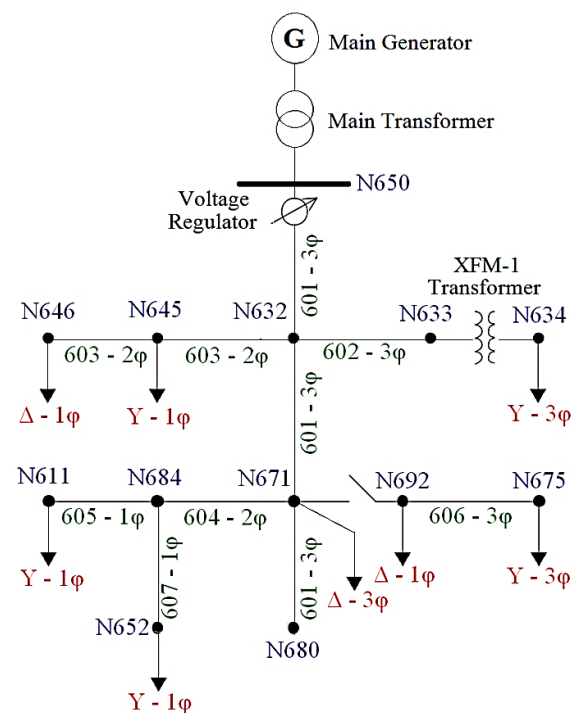 G
Main Generator
Main Transformer
N650
Voltage
Regulator
601 - 3φ
XFM-1
Transformer
N646
N645
N632
N633
N634
603 - 2φ
603 - 2φ
602 - 3φ
Δ - 1φ
Y - 1φ
Y - 3φ
601 - 3φ
N611
N684
N671
N692
N675
605 - 1φ
604 - 2φ
606 - 3φ
Y - 1φ
607 - 1φ
601 - 3φ
Δ - 3φ
Δ - 1φ
Y - 3φ
N652
N680
Y - 1φ